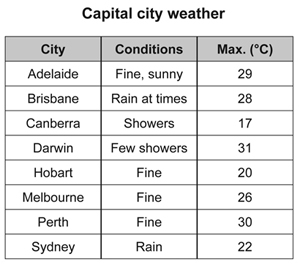 Capital city weather
City Conditions Max. (°C)
Adelaide Fine, sunny 29
Brisbane Rain at times 28
Canberra Showers 17
Darwin Few showers 31
Hobart Fine 20
Melbourne Fine 26
Perth Fine 30
Sydney Rain 22